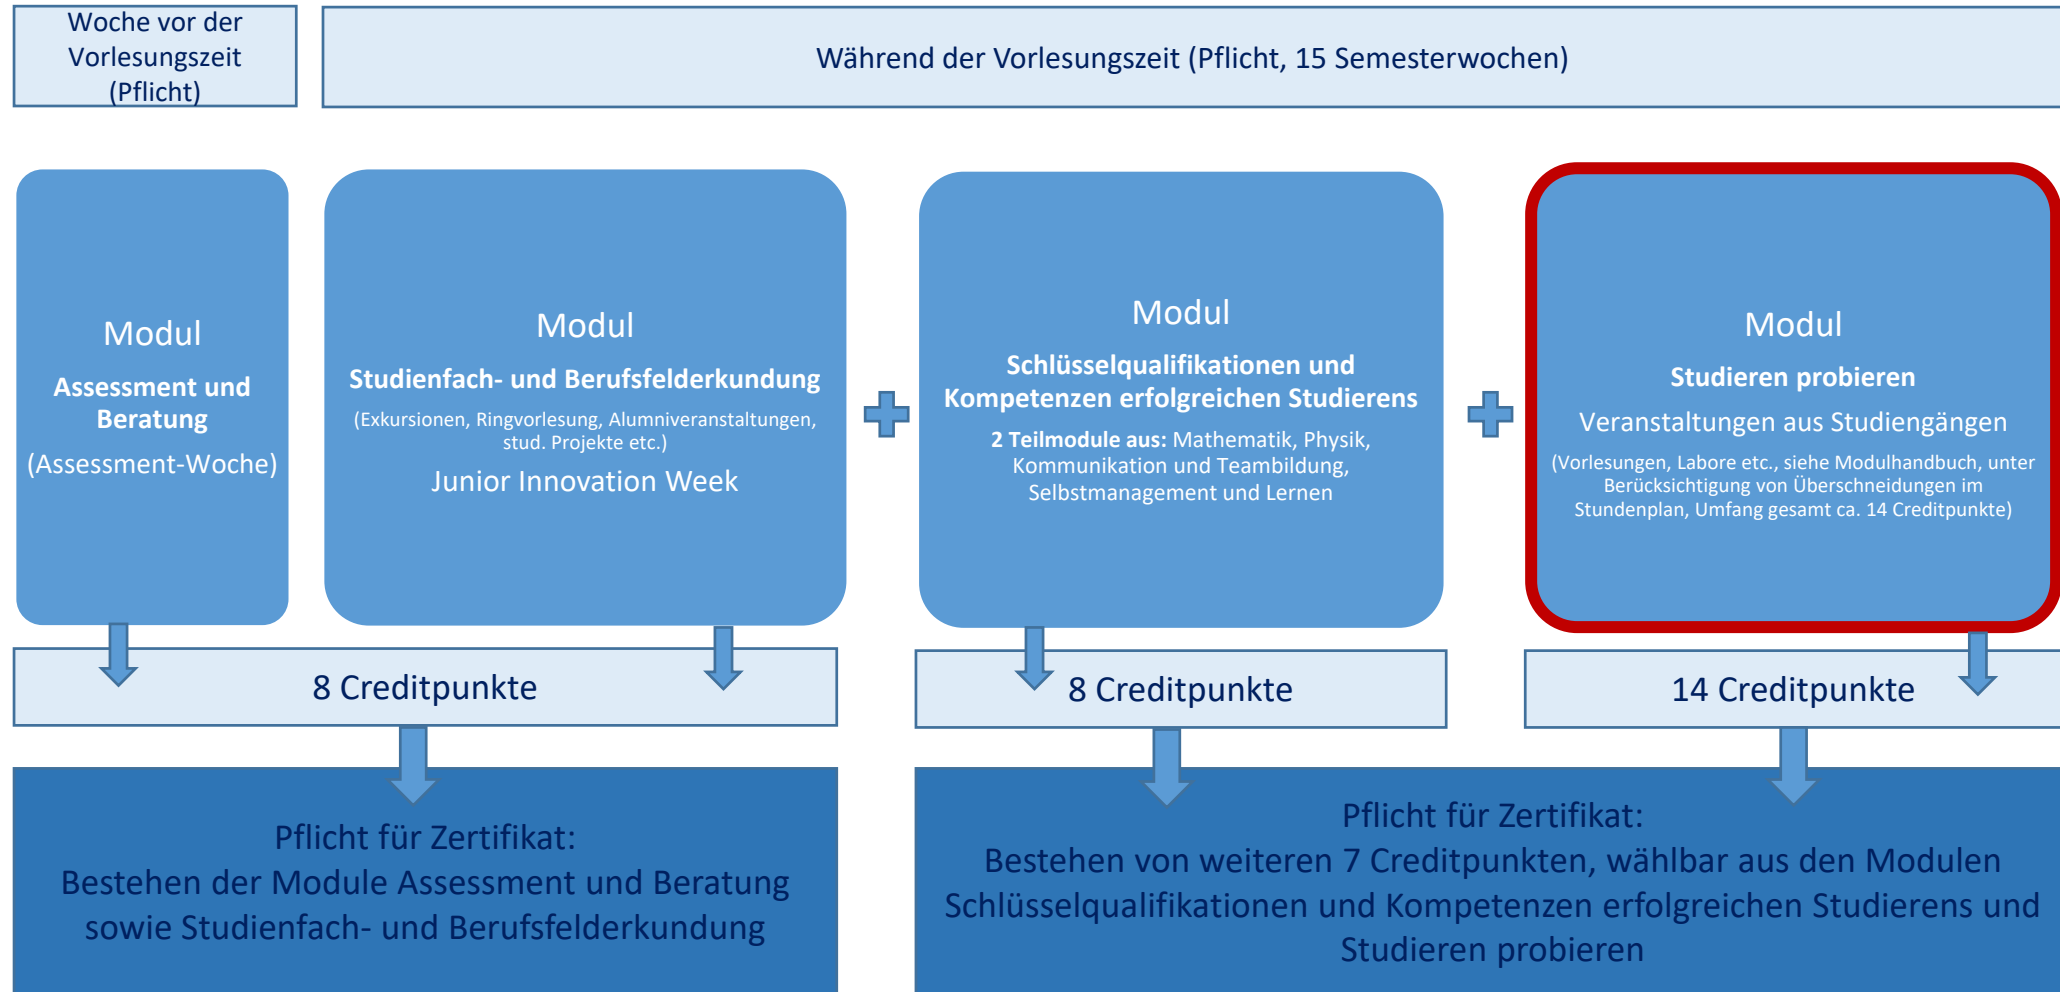 Woche vor der
Vorlesungszeit
(Pflicht)
Während der Vorlesungszeit (Pflicht, 15 Semesterwochen)
Modul
Assessment und
Beratung
(Assessment-Woche)
Modul
Studienfach- und Berufsfelderkundung
(Exkursionen, Ringvorlesung, Alumniveranstaltungen,
stud. Projekte etc.)
Junior Innovation Week
Modul
Schlüsselqualifikationen und
Kompetenzen erfolgreichen Studierens
2 Teilmodule aus: Mathematik, Physik,
Kommunikation und Teambildung,
Selbstmanagement und Lernen
Modul
Studieren probieren
Veranstaltungen aus Studiengängen
(Vorlesungen, Labore etc., siehe Modulhandbuch, unter
Berücksichtigung von Überschneidungen im
Stundenplan, Umfang gesamt ca. 14 Creditpunkte)
8 Creditpunkte
8 Creditpunkte
14 Creditpunkte
Pflicht für Zertifikat:
Bestehen der Module Assessment und Beratung
sowie Studienfach- und Berufsfelderkundung
Pflicht für Zertifikat:
Bestehen von weiteren 7 Creditpunkten, wählbar aus den Modulen
Schlüsselqualifikationen und Kompetenzen erfolgreichen Studierens und
Studieren probieren